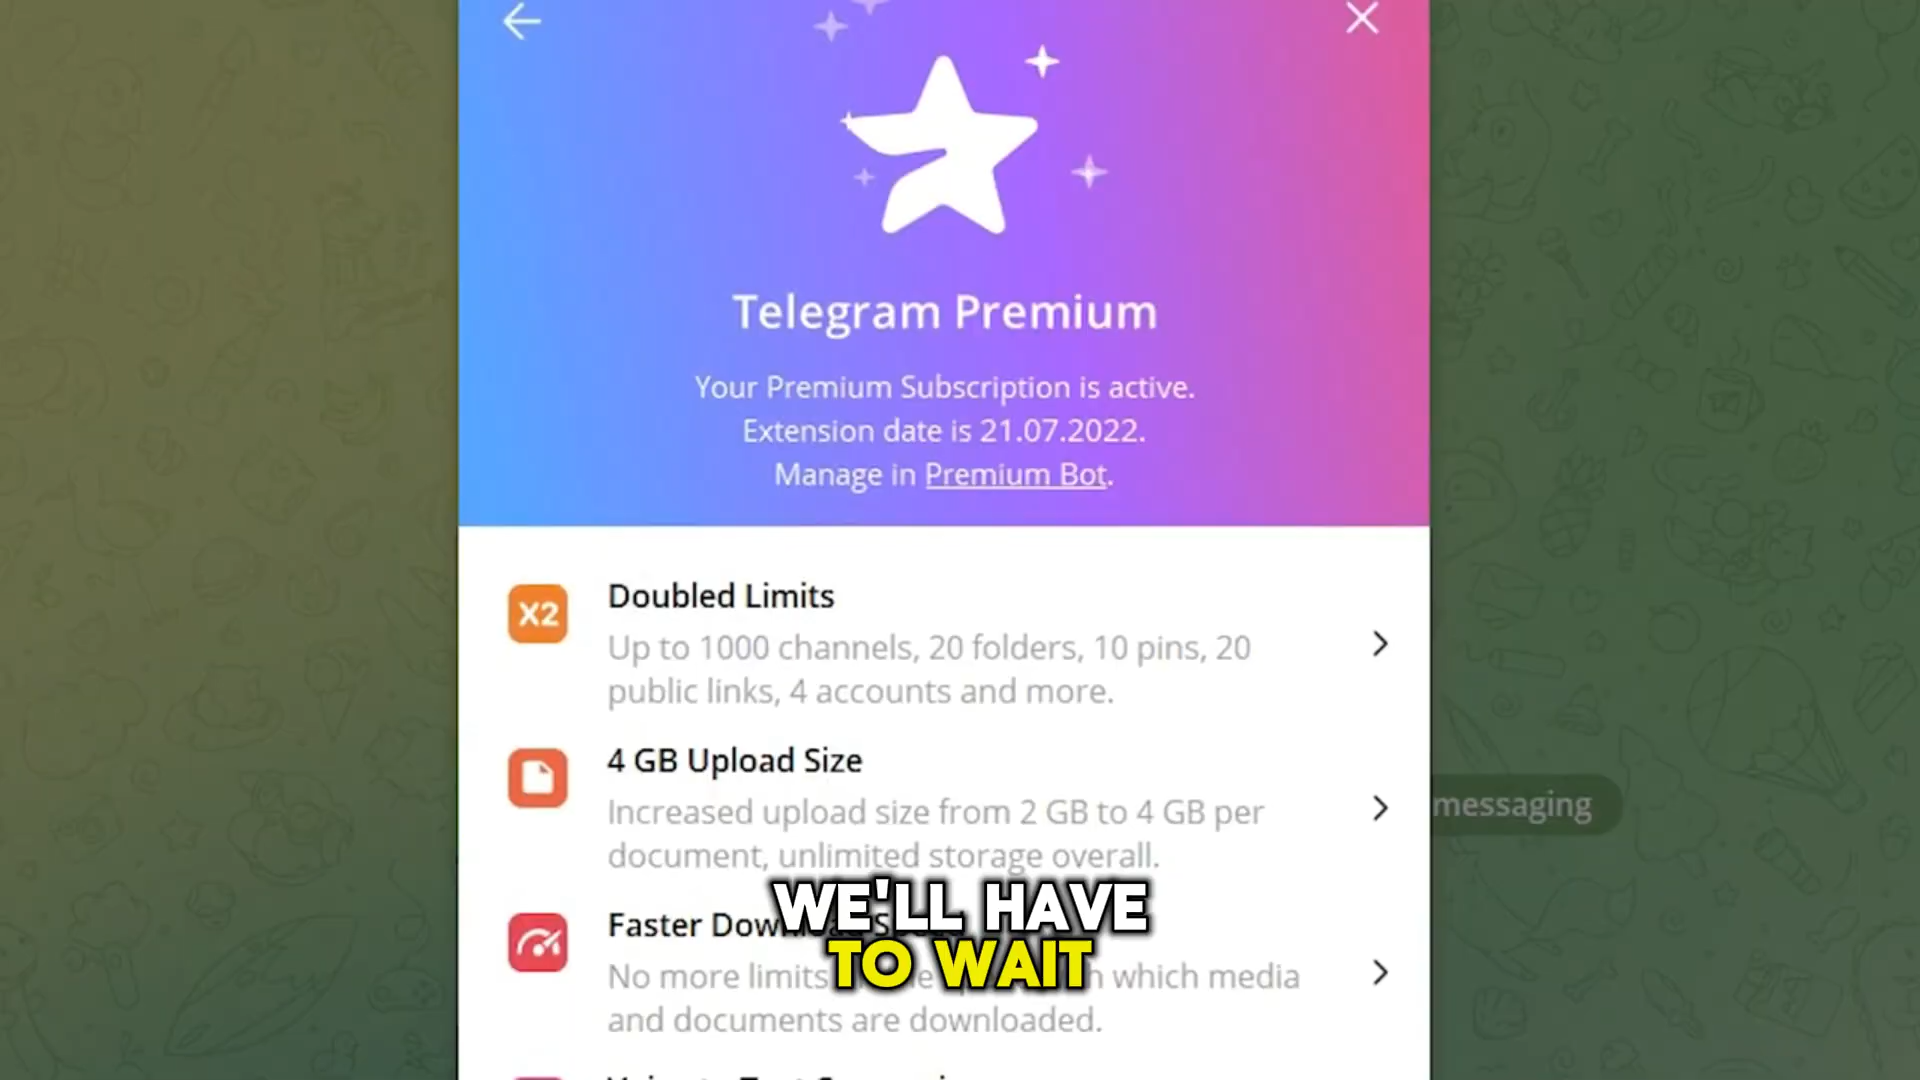 Telegram Premium
Your Premium Subscription is active.
Extension date is 21.07.2022.
Manage in Premium Bot.
X2
Doubled Limits
Up to 1000 channels, 20 folders, 10 pins, 20
public links, 4 accounts and more.
4 GB Upload Size
Increased upload size from 2 GB to 4 GB per
document, unlimited storage overall.
messaging
Faster
No more limits which media
and documents are downloaded.
WE'LL HAVE
TO WAIT